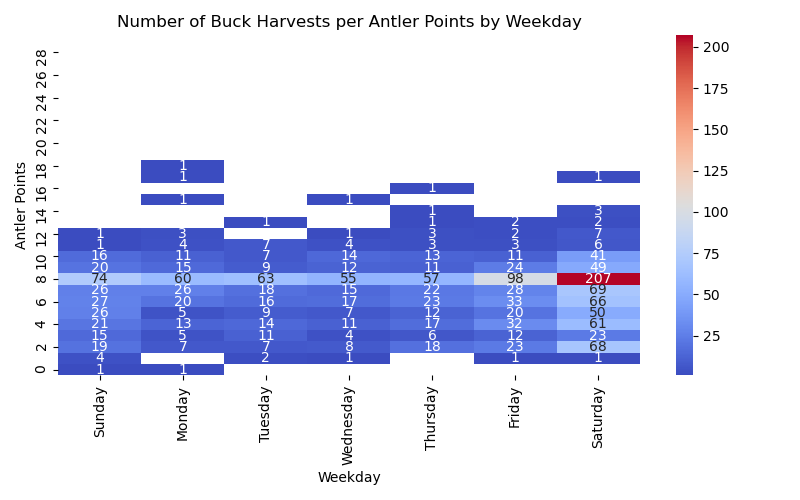 Number of Buck Harvests per Antler Points by Weekday
Antler Points
28
26
24
22
20
18 1
1 1
16 1
1 1
14 1 3
1 1 2 2
12 1 3 1 3 2 7
1 4 7 4 3 3 6
10 16 11 7 14 13 11 41
20 15 9 12 11 24 49
8 74 60 63 55 57 98 207
26 26 18 15 28 69
6 27 20 16 17 23 33 66
26 5 9 7 12 20 50
4 21 13 14 11 17 32 61
15 5 11 4 6 12 23
2 19 7 7 8 18 23 68
4 2 1 1 1
0 1 1
Sunday
Monday
Tuesday
Wednesday
Thursday
Friday
Saturday
Weekday
200
175
150
125
100
75
50
25